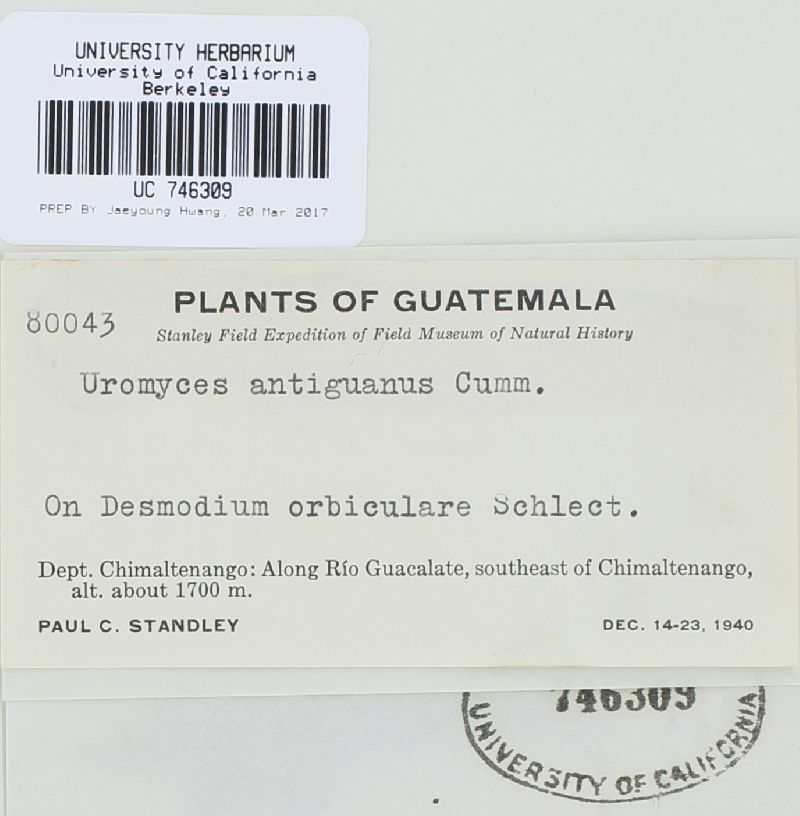 UNIVERSITY HERBARIUM
University of California
Berkeley
UC 746309
PREP BY Jaeyoung Hwang, 20 Mar 2017
PLANTS OF GUATEMALA
80043
Stanley Field Expedition of Field Museum of Natural History
Uromyces antiguanus Cumm.
On Desmodium orbiculare Schlect.
Dept. Chimaltenango: Along Río Guacalate, southeast of Chimaltenango,
alt. about 1700 m.
PAUL C. STANDLEY DEC. 14-23, 1940
746309
UNIVERSITY OF CALIFORNIA